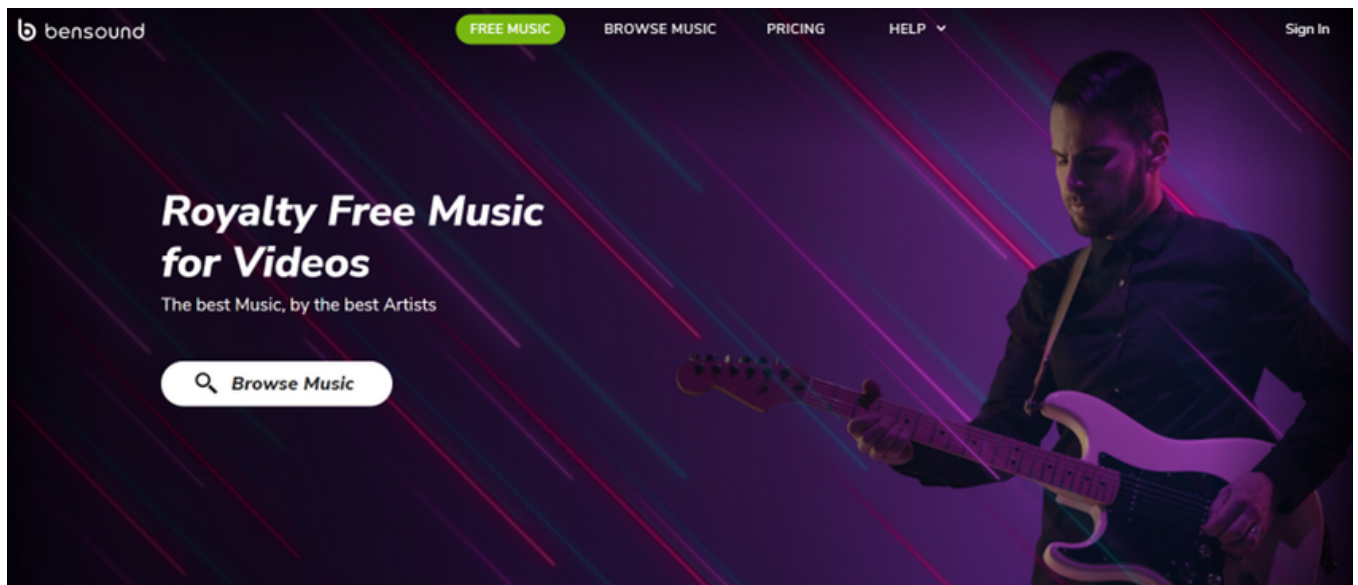 bensound
FREE MUSIC
BROWSE MUSIC
PRICING
HELP
Sign In
Royalty Free Music
for Videos
The best Music, by the best Artists
Browse Music